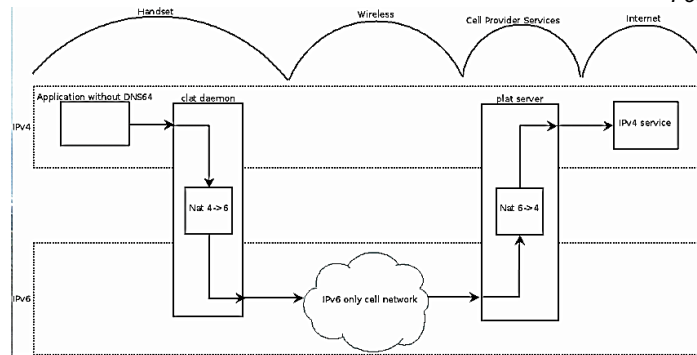 Handset
Wireless
Cell Provider Services
Internet
Application without DNS64
clat daemon
plat server
IPv4
IPv4 service
Nat 4->6
Nat 6->4
IPv6
IPv6 only cell network